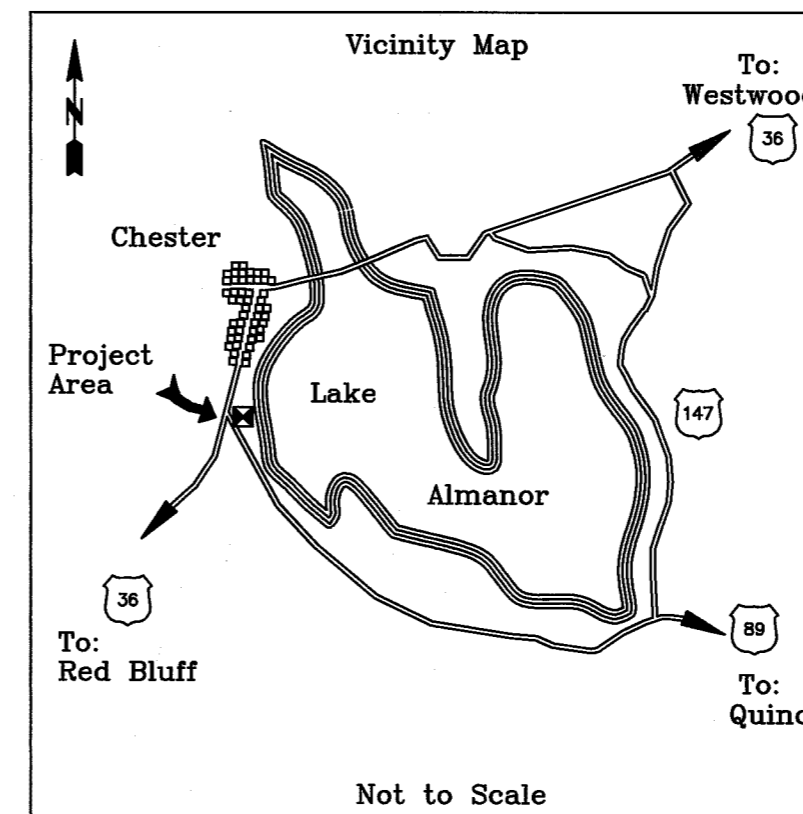 Vicinity Map
N
To:
Westwoo
36
Chester
Project
Area
Lake
147
Almanor
36
To:
Red Bluff
89
To:
Quinc
Not to Scale